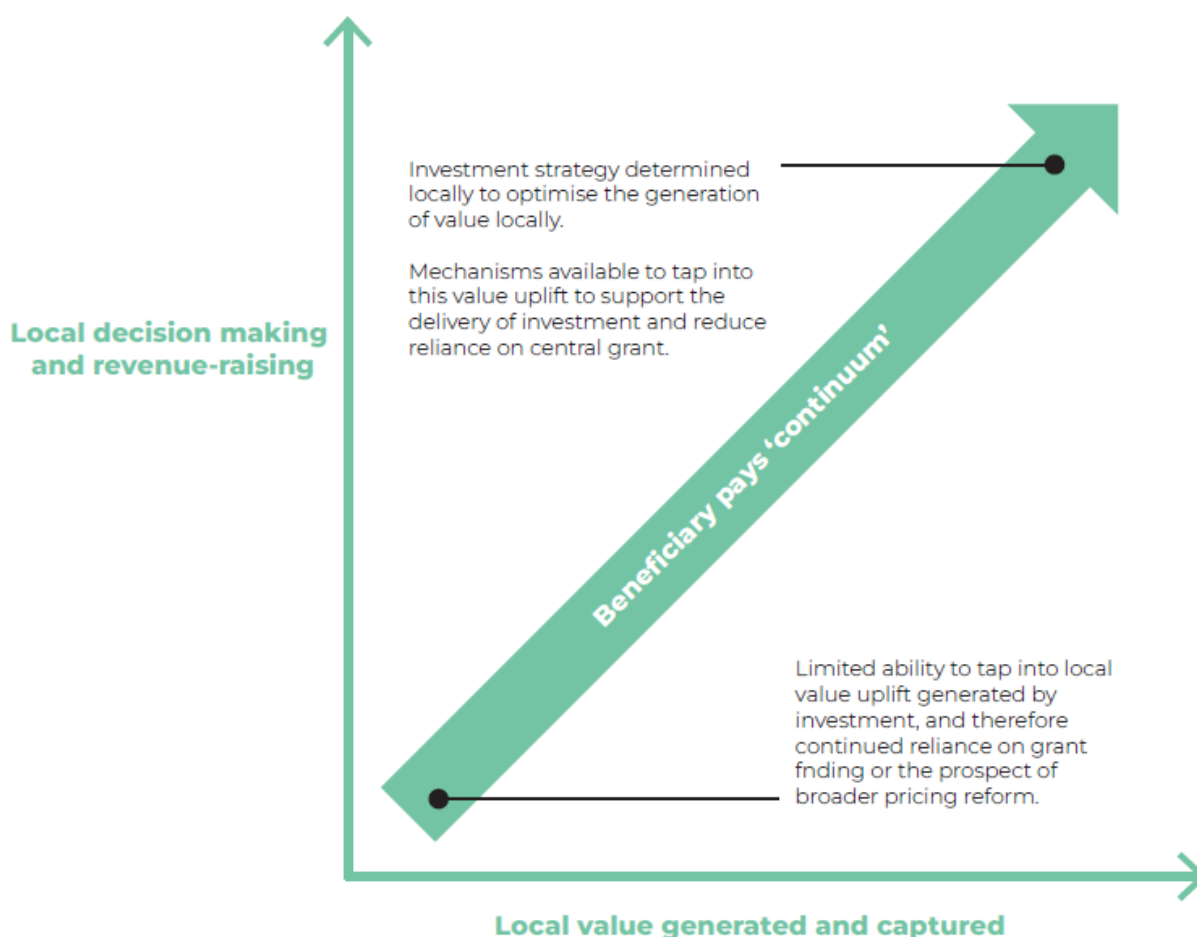 Investment strategy determined
locally to optimise the generation
of value locally.
Mechanisms available to tap into
this value uplift to support the
delivery of investment and reduce
reliance on central grant.
Local decision making
and revenue-raising
Beneficiary pays ‘continuum’
Limited ability to tap into local
value uplift generated by
investment, and therefore
continued reliance on grant
fnding or the prospect of
broader pricing reform.
Local value generated and captured